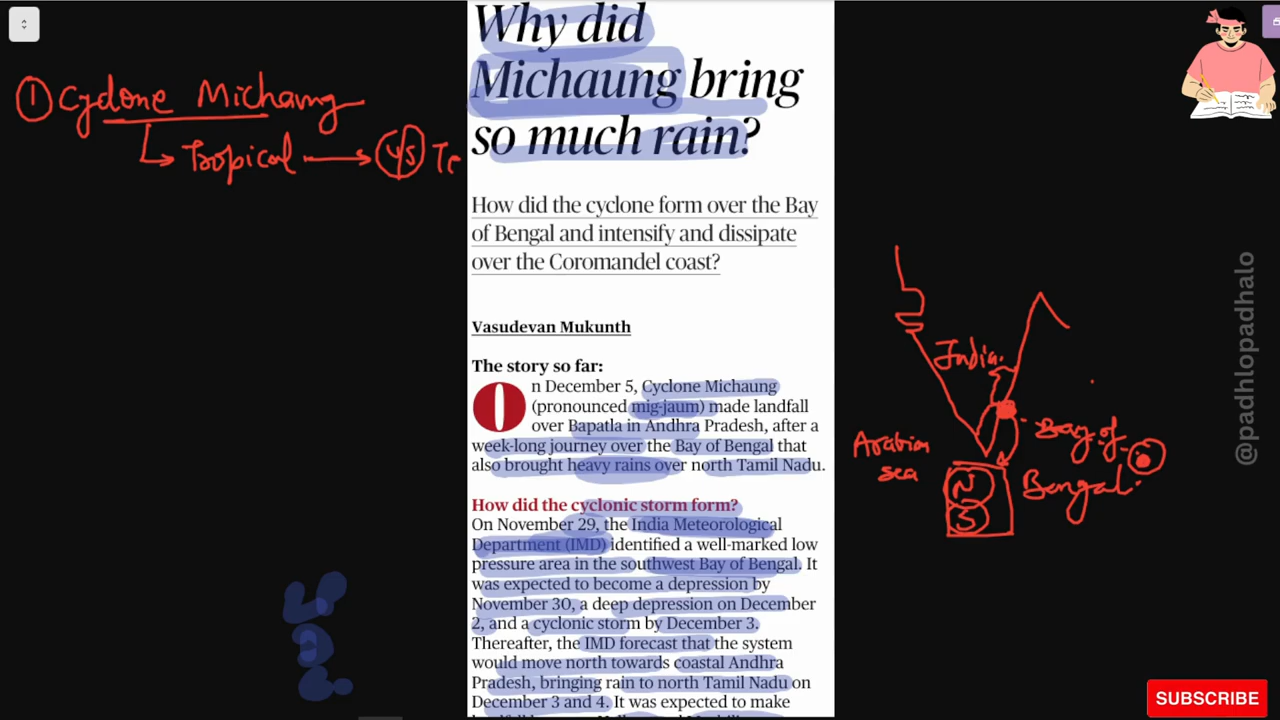 ① Cyclone Michaung
Tropical → v/s Te
Why did
Michaung bring
so much rain?
How did the cyclone form over the Bay
of Bengal and intensify and dissipate
over the Coromandel coast?
Vasudevan Mukunth
The story so far:
On December 5, Cyclone Michaung
(pronounced mig-jaum) made landfall
over Bapatla in Andhra Pradesh, after a
week-long journey over the Bay of Bengal that
also brought heavy rains over north Tamil Nadu.
How did the cyclonic storm form?
On November 29, the India Meteorological
Department (IMD) identified a well-marked low
pressure area in the southwest Bay of Bengal. It
was expected to become a depression by
November 30, a deep depression on December
2, and a cyclonic storm by December 3.
Thereafter, the IMD forecast that the system
would move north towards coastal Andhra
Pradesh, bringing rain to north Tamil Nadu on
December 3 and 4. It was expected to make
India.
Arabian
sea
Bay of
Bengal
N
S
@padhlopadhalo
SUBSCRIBE